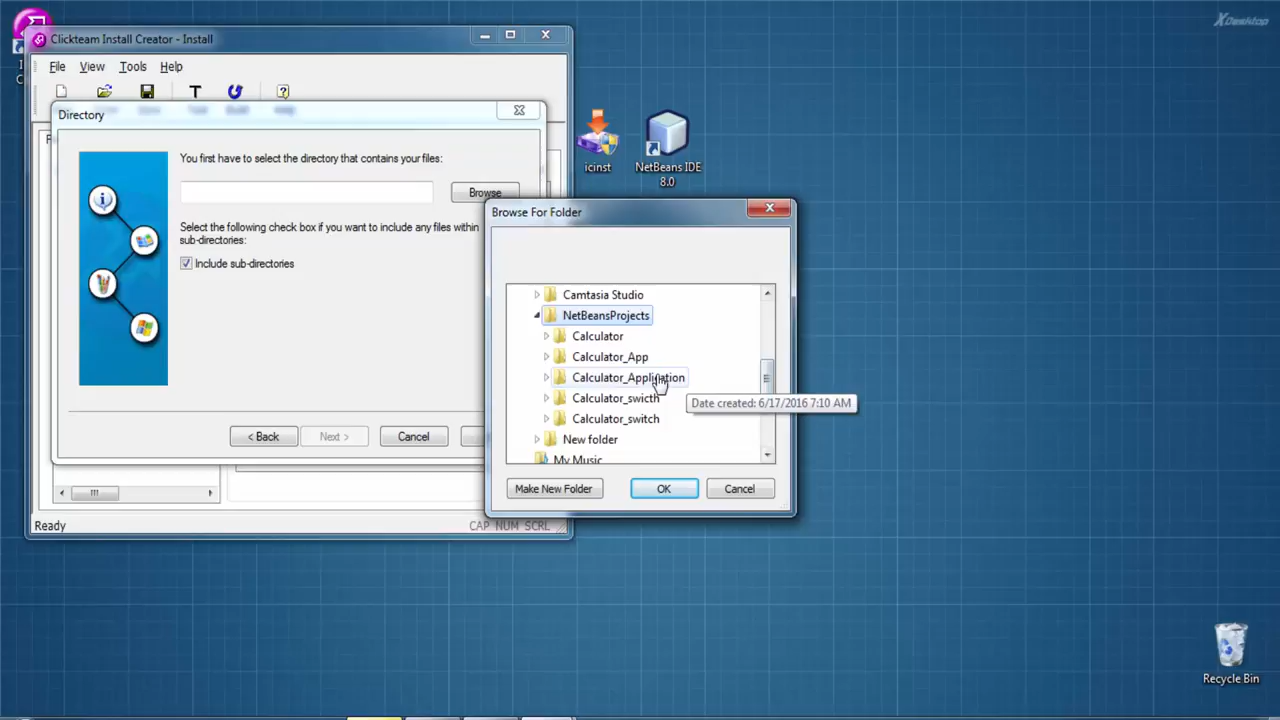 XDesktop
Clickteam Install Creator - Install
File View Tools Help
Directory
You first have to select the directory that contains your files:
Browse
Select the following check box if you want to include any files within
sub-directories:
Include sub-directories
< Back Next > Cancel
Ready
CAP NUM SCRL
icinst
NetBeans IDE
8.0
Browse For Folder
Camtasia Studio
NetBeansProjects
Calculator
Calculator_App
Calculator_Application
Date created: 6/17/2016 7:10 AM
Calculator_swicth
Calculator_switch
New folder
My Music
Make New Folder OK Cancel
Recycle Bin